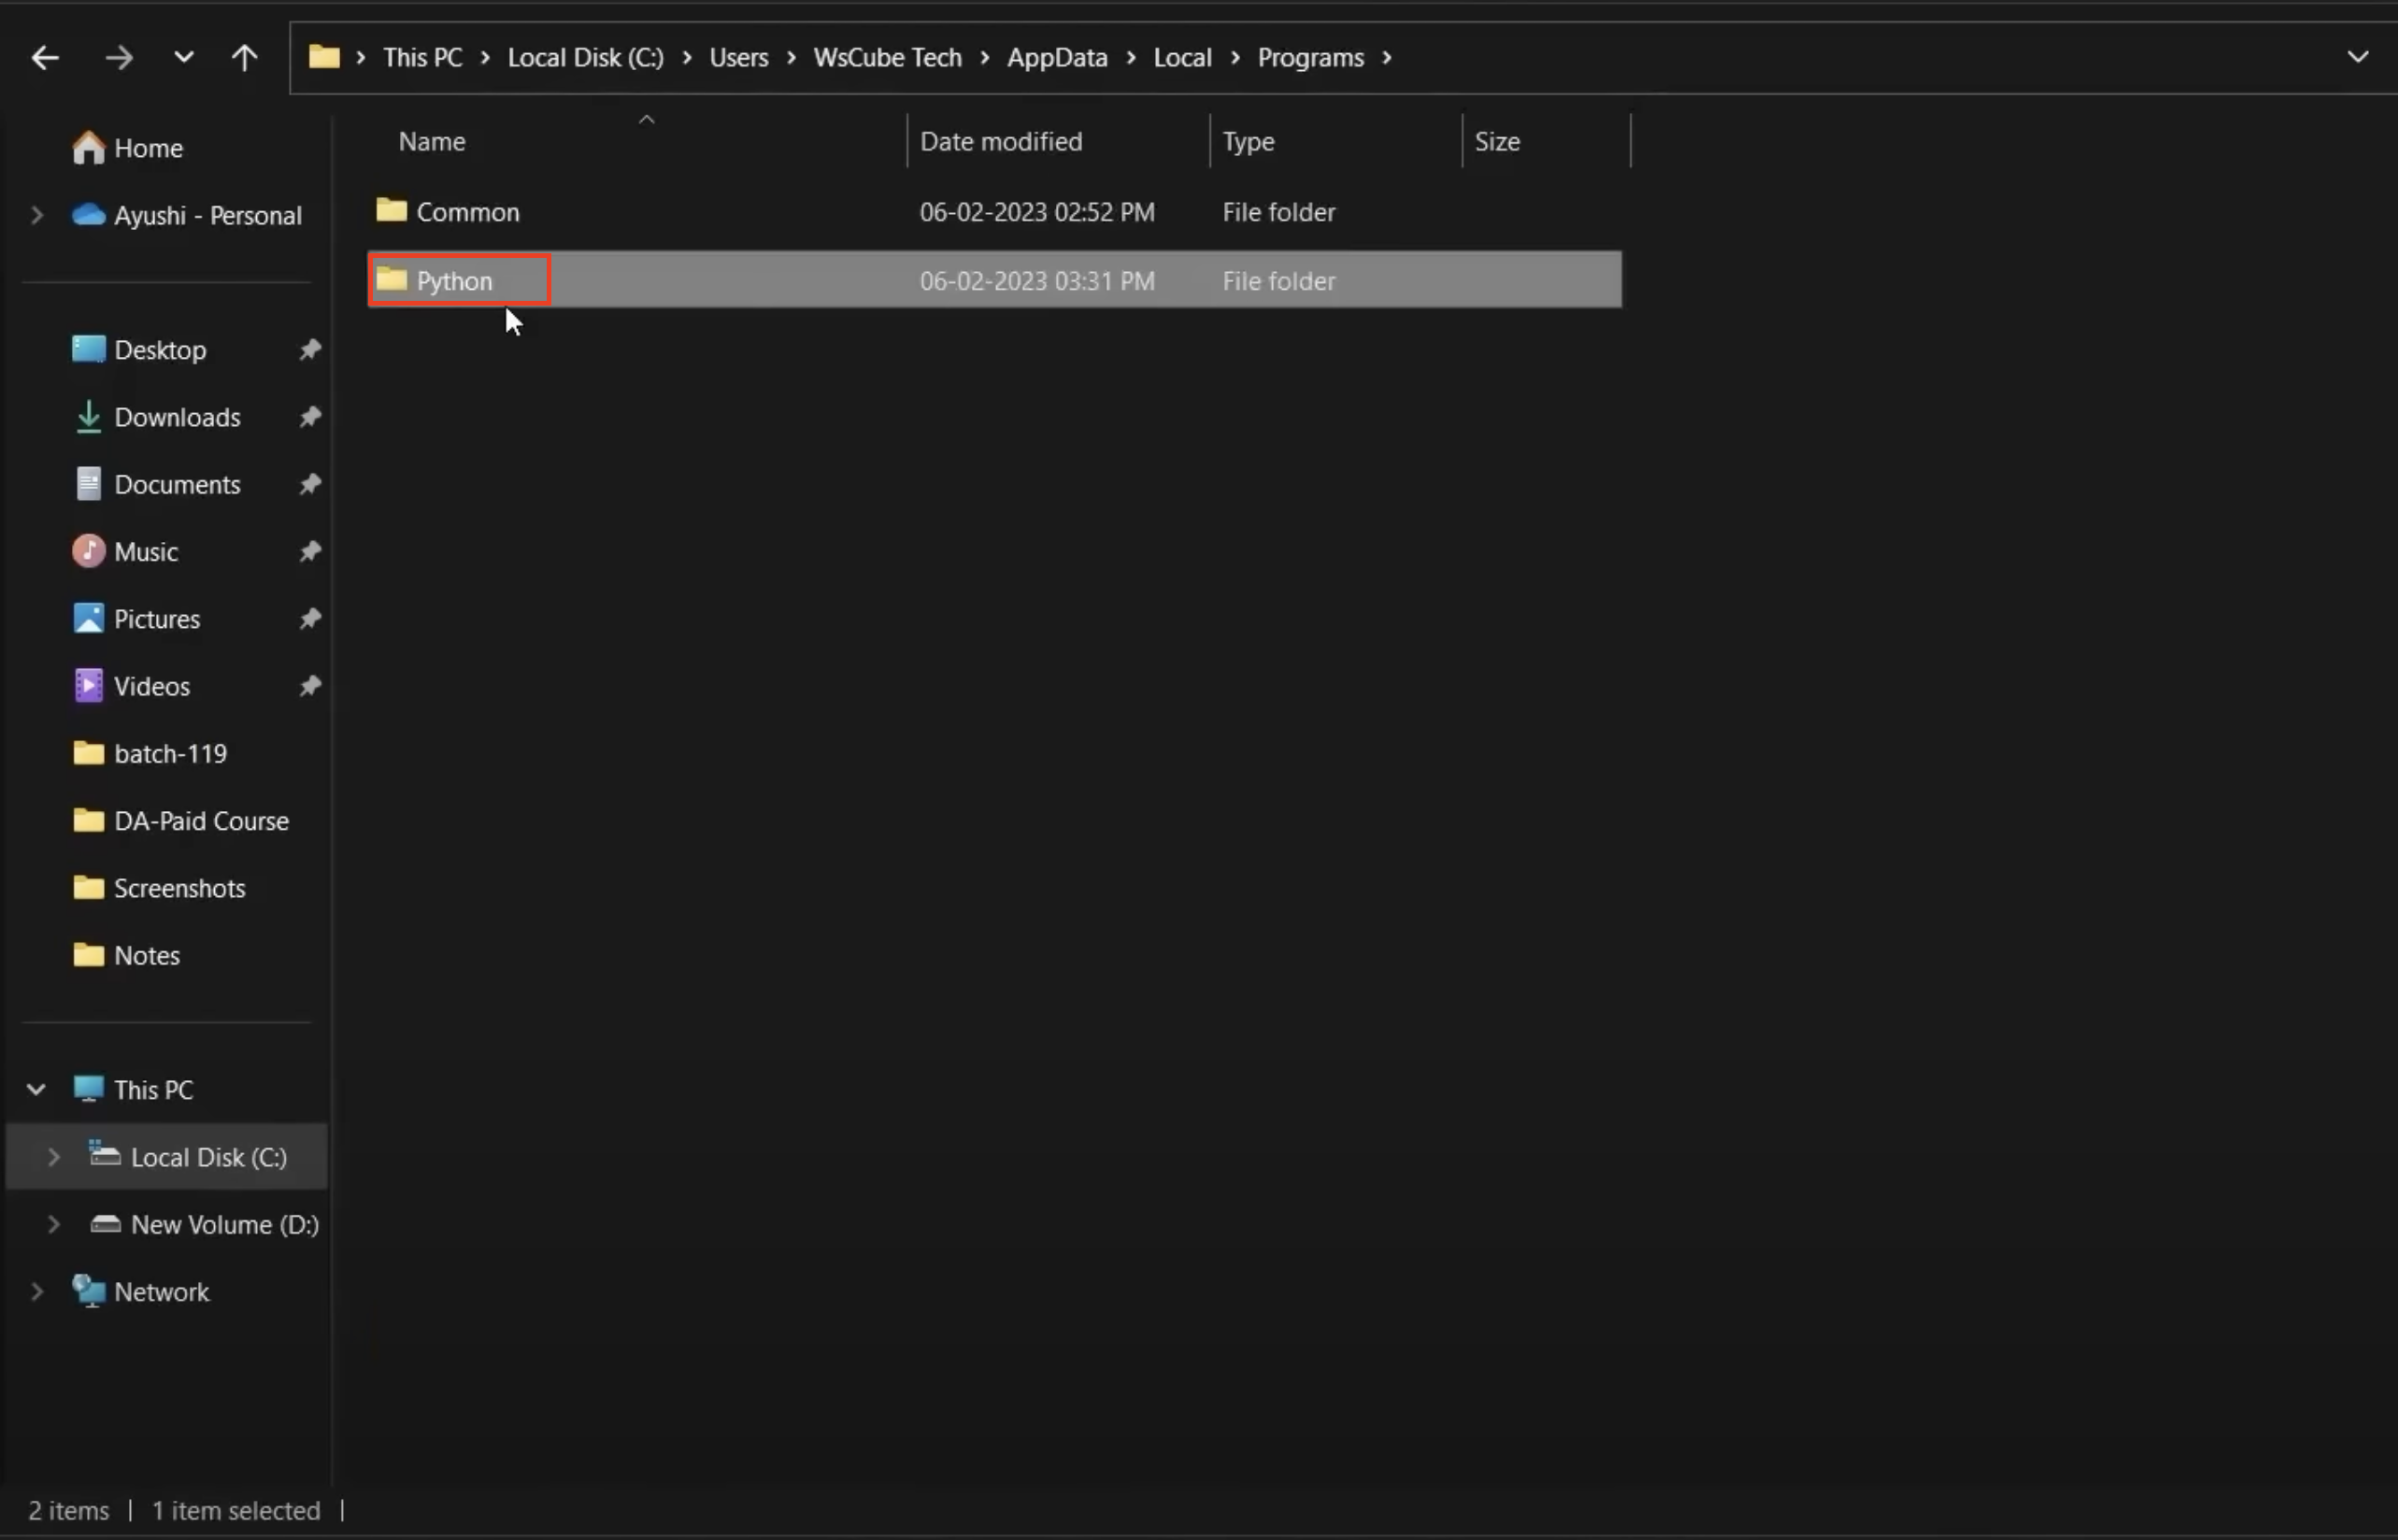 This PC > Local Disk (C:) > Users > WsCube Tech > AppData > Local > Programs >
Name Date modified Type Size
Home
Ayushi - Personal
Common 06-02-2023 02:52 PM File folder
Python 06-02-2023 03:31 PM File folder
Desktop
Downloads
Documents
Music
Pictures
Videos
batch-119
DA-Paid Course
Screenshots
Notes
This PC
Local Disk (C:)
New Volume (D:)
Network
2 items | 1 item selected |